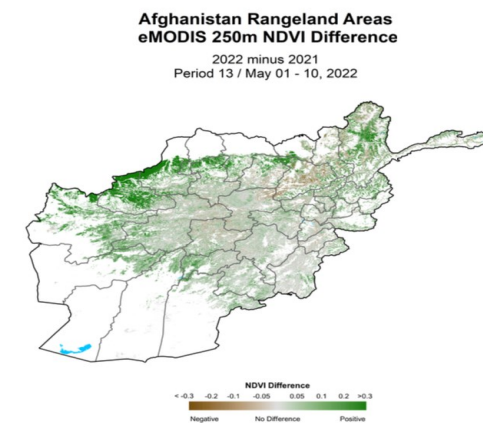 Afghanistan Rangeland Areas
eMODIS 250m NDVI Difference
2022 minus 2021
Period 13 / May 01 - 10, 2022
NDVI Difference
< -0.3 -0.2 -0.1 -0.05 0.05 0.1 0.2 >0.3
Negative No Difference Positive